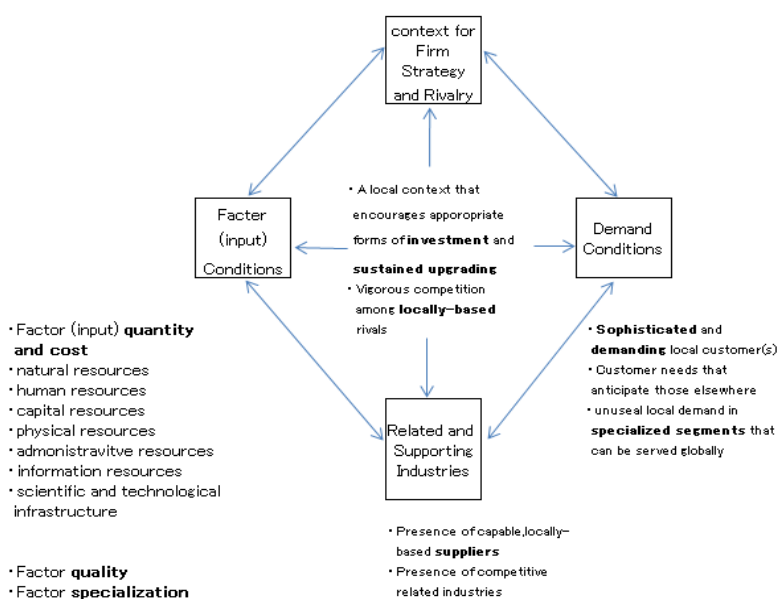 context for
Firm
Strategy
and Rivalry
Facter
(input)
Conditions
・A local context that
encourages apporopriate
forms of investment and
sustained upgrading
・Vigorous competition
among locally-based
rivals
Demand
Conditions
・Factor (input) quantity
and cost
・natural resources
・human resources
・capital resources
・physical resources
・admonistravitve resources
・information resources
・scientific and technological
infrastructure
・Factor quality
・Factor specialization
Related and
Supporting
Industries
・Sophisticated and
demanding local customer(s)
・Customer needs that
anticipate those elsewhere
・unuseal local demand in
specialized segments that
can be served globally
・Presence of capable,locally-
based suppliers
・Presence of competitive
related industries